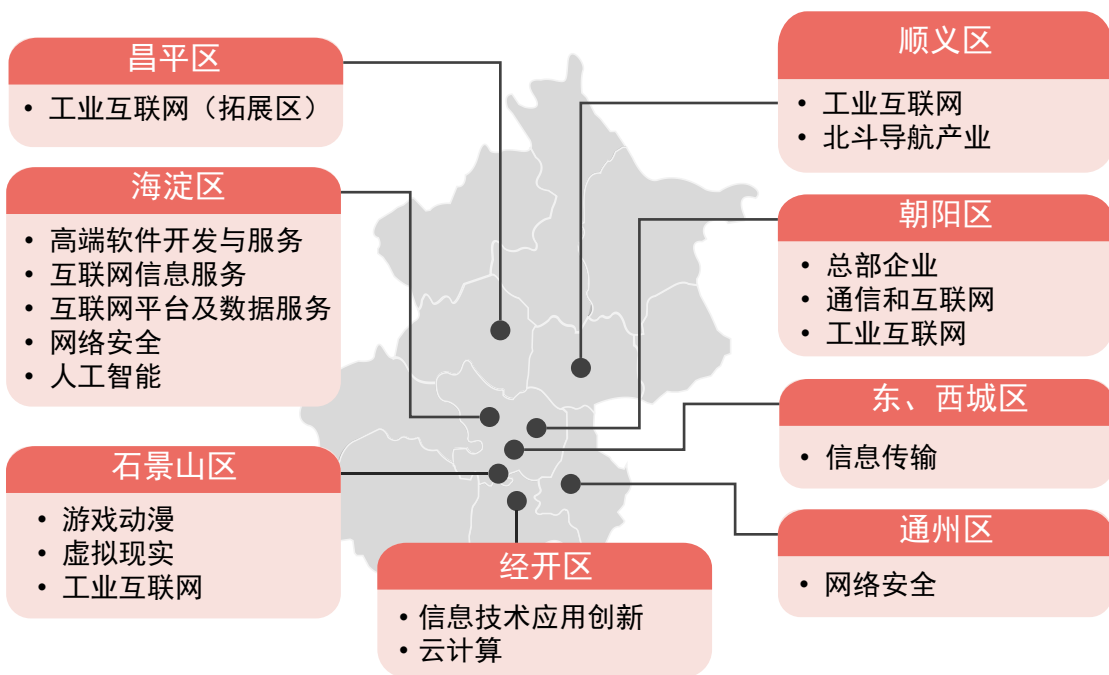 昌平区
• 工业互联网（拓展区）
海淀区
• 高端软件开发与服务
• 互联网信息服务
• 互联网平台及数据服务
• 网络安全
• 人工智能
石景山区
• 游戏动漫
• 虚拟现实
• 工业互联网
经开区
• 信息技术应用创新
• 云计算
顺义区
• 工业互联网
• 北斗导航产业
朝阳区
• 总部企业
• 通信和互联网
• 工业互联网
东、西城区
• 信息传输
通州区
• 网络安全